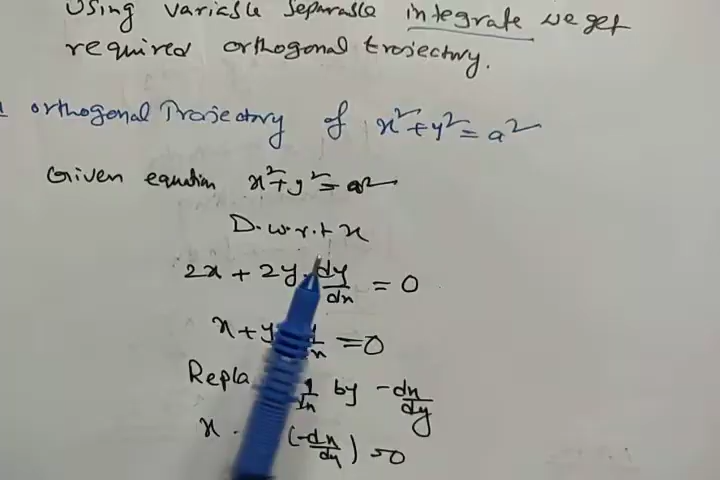 Using variable separable integrate we get
required orthogonal trajectory.
orthogonal Trajectory of x²+y²=a²
Given equation x²+y²=a²
D.w.r.t x
2x + 2y.dy/dx = 0
x+y =0
Repla by -dx/dy
x (-dx/dy) =0